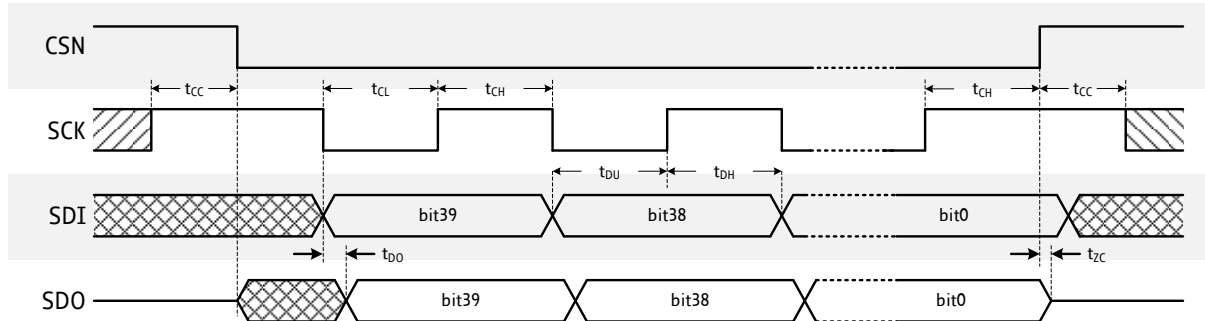 CSN
tCC tCL tCH tCH tCC
SCK
tDU tDH
SDI bit39 bit38 bit0
tDO tZC
SDO bit39 bit38 bit0